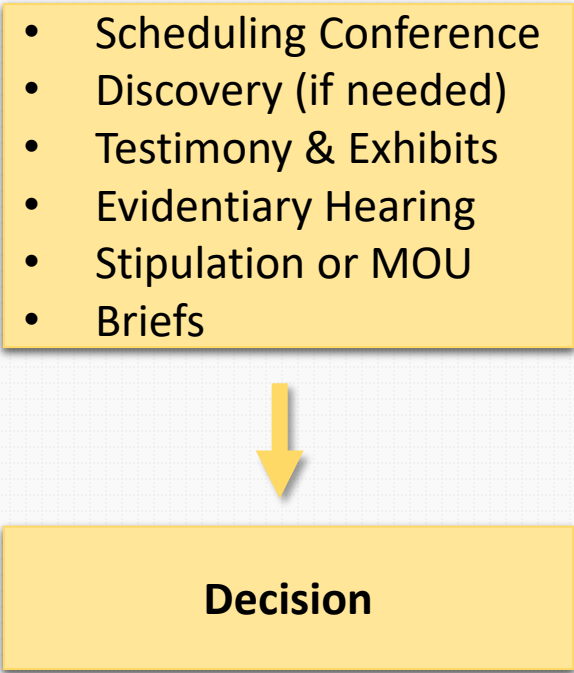 • Scheduling Conference
• Discovery (if needed)
• Testimony & Exhibits
• Evidentiary Hearing
• Stipulation or MOU
• Briefs
Decision